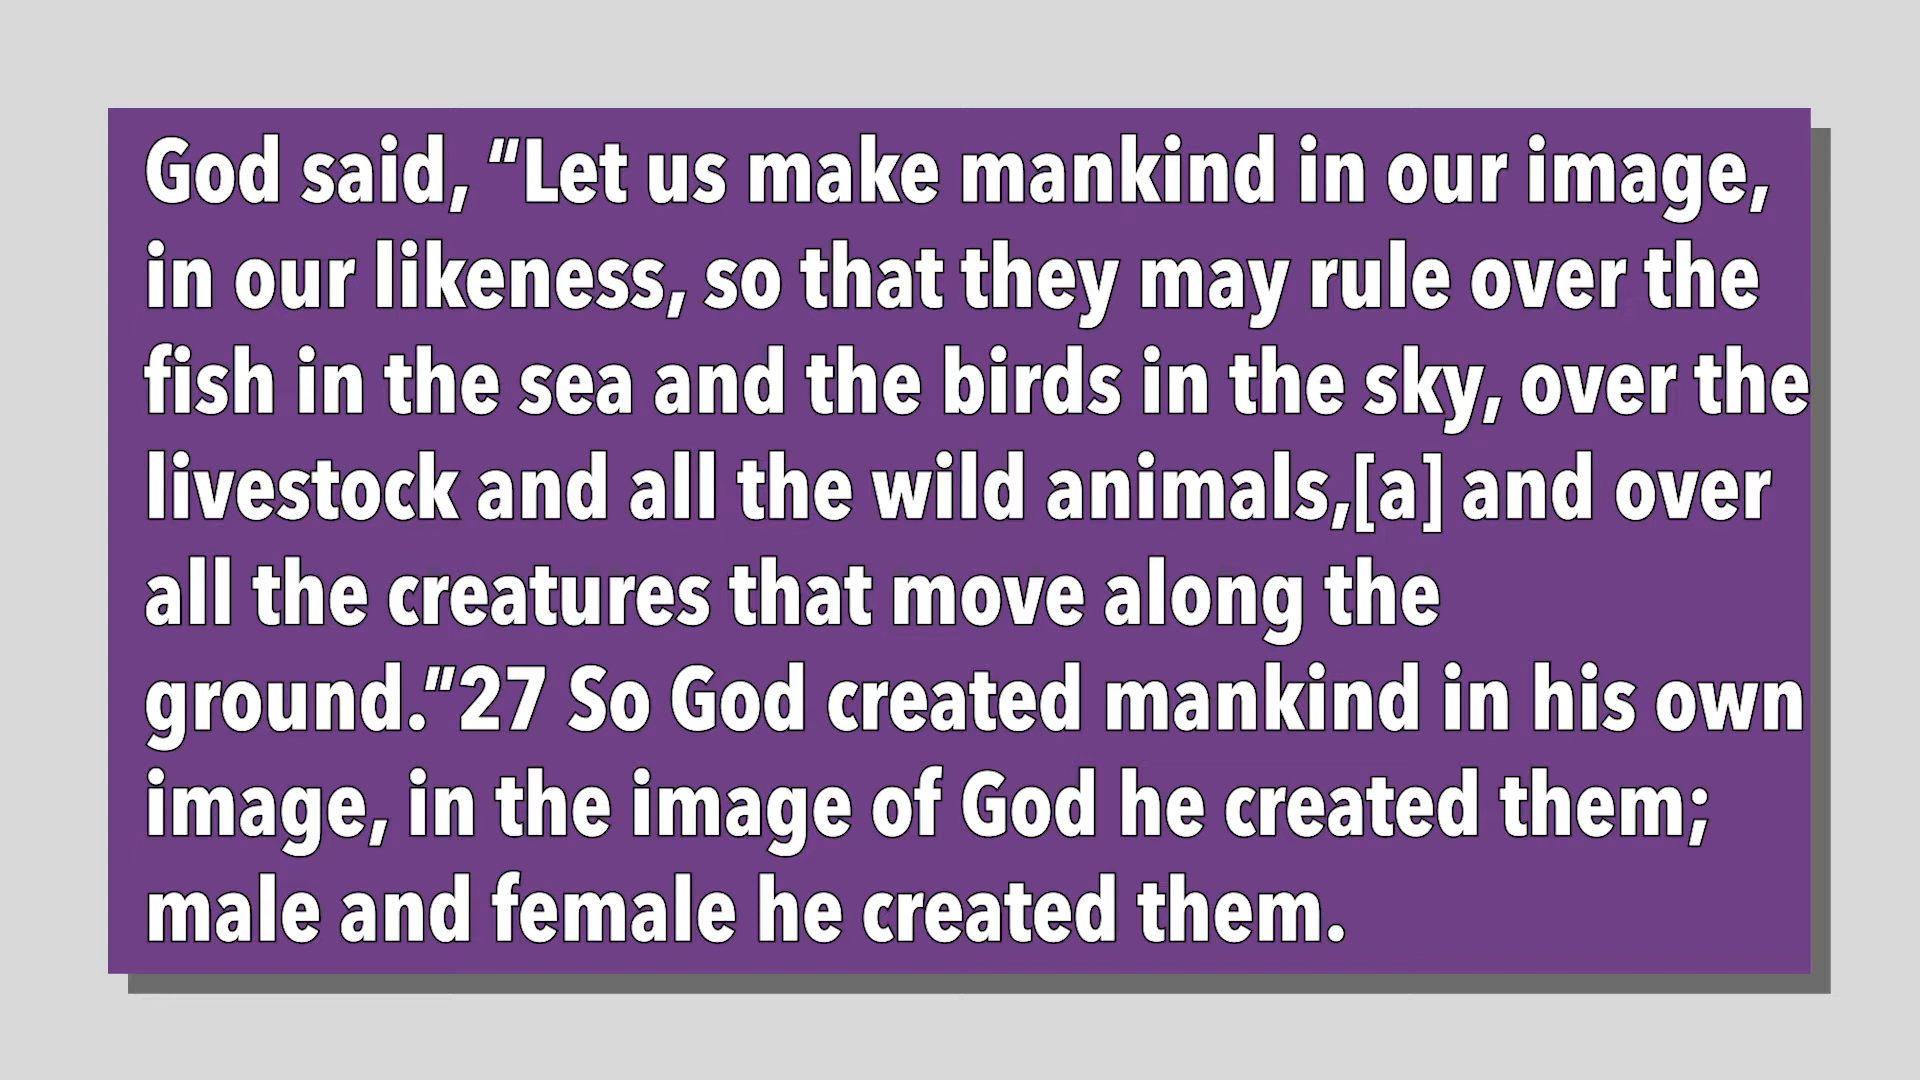 God said, “Let us make mankind in our image,
in our likeness, so that they may rule over the
fish in the sea and the birds in the sky, over the
livestock and all the wild animals,[a] and over
all the creatures that move along the
ground.”27 So God created mankind in his own
image, in the image of God he created them;
male and female he created them.